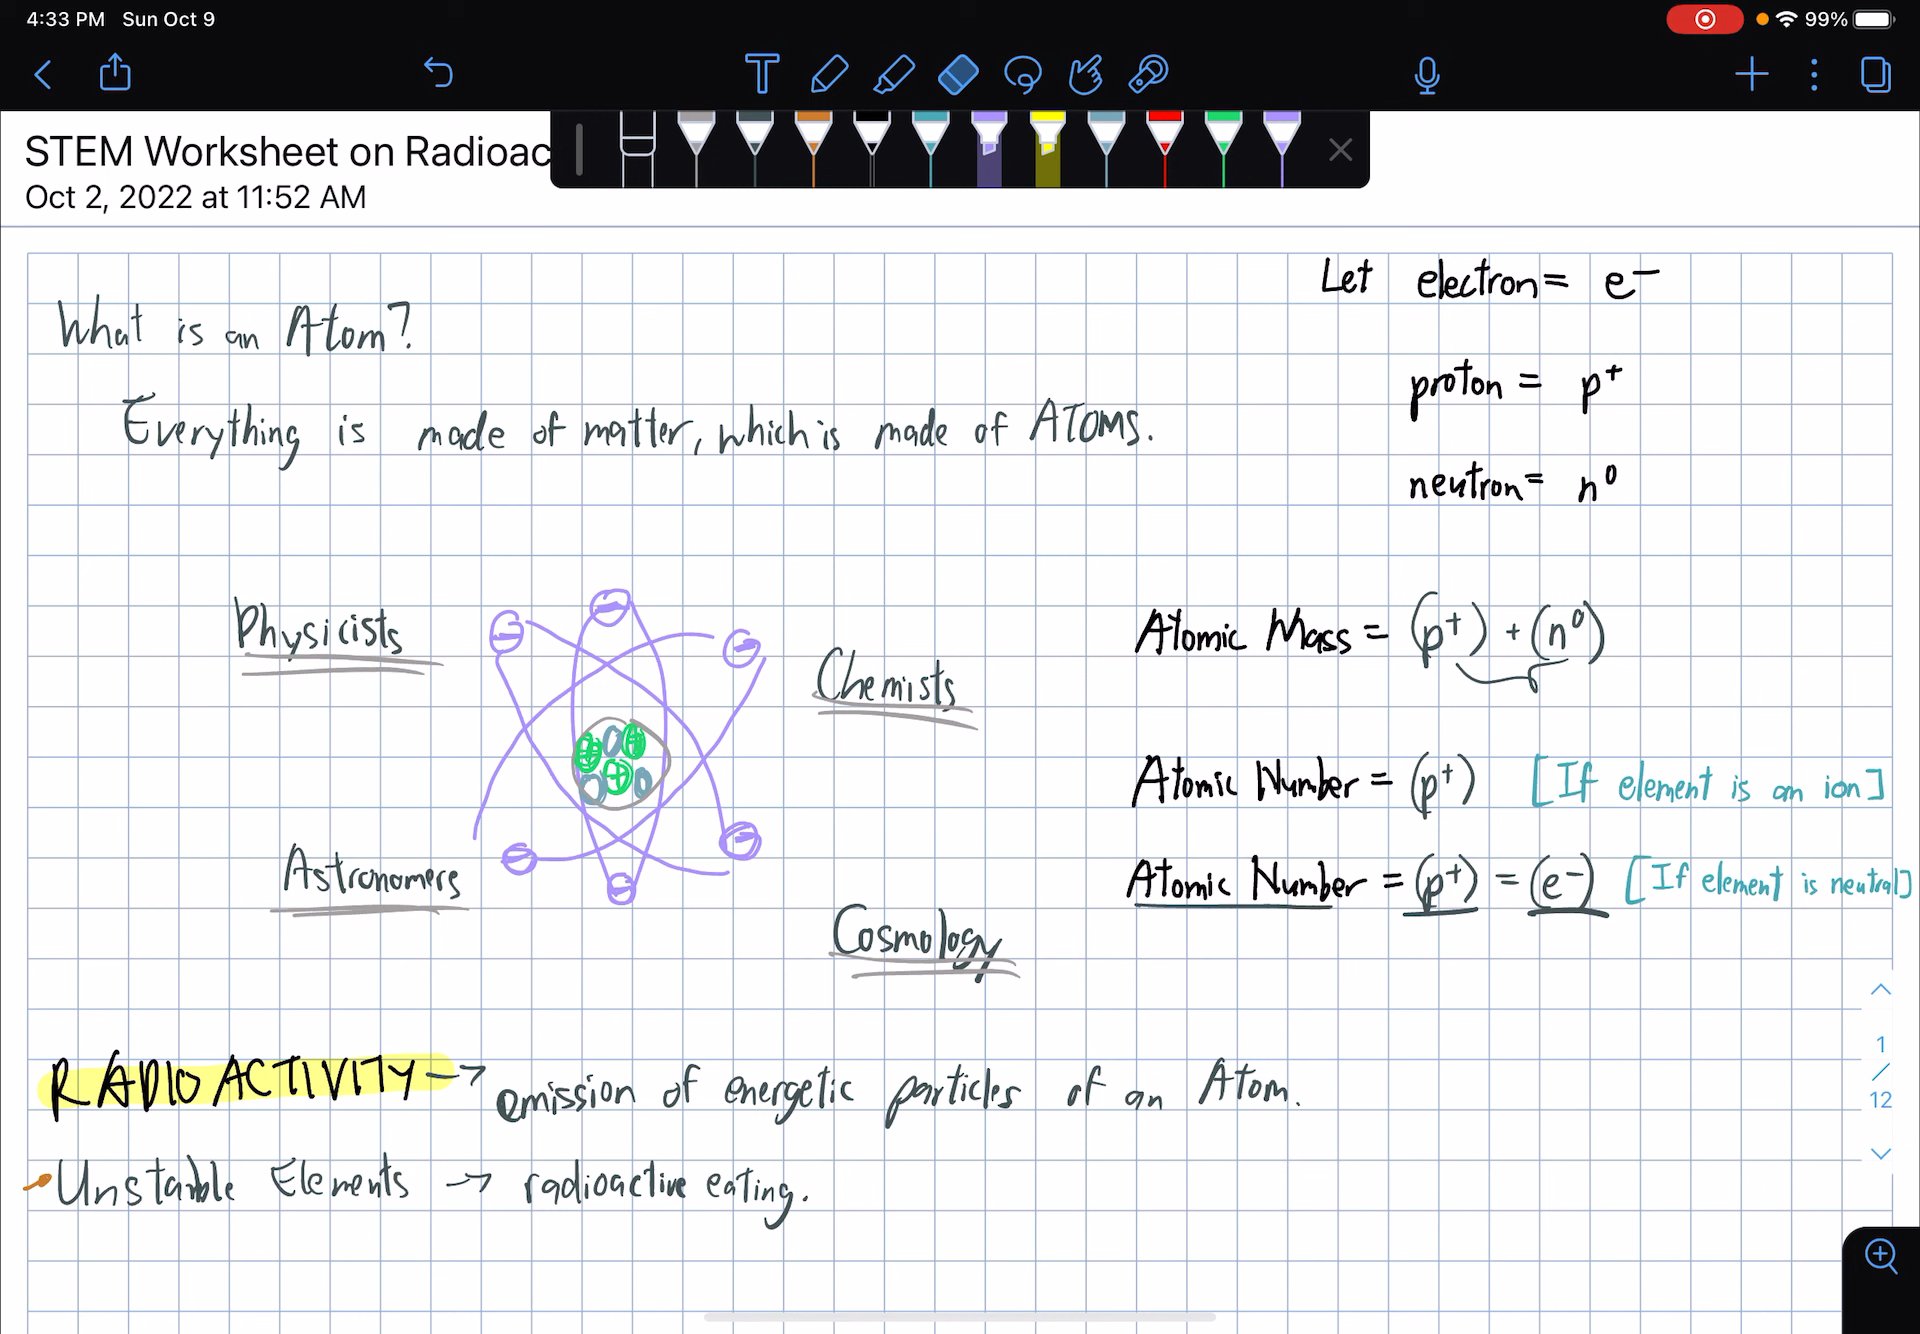 4:33 PM Sun Oct 9
99%
STEM Worksheet on Radioac
Oct 2, 2022 at 11:52 AM
Let electron = e⁻
What is an Atom?
proton = p⁺
Everything is made of matter, which is made of ATOMS.
neutron = n⁰
Physicists
Chemists
Astronomers
Cosmology
Atomic Mass = (p⁺) + (n⁰)
Atomic Number = (p⁺) [If element is an ion]
Atomic Number = (p⁺) = (e⁻) [If element is neutral]
1
/
12
RADIOACTIVITY → emission of energetic particles of an Atom.
Unstable Elements → radioactive eating.